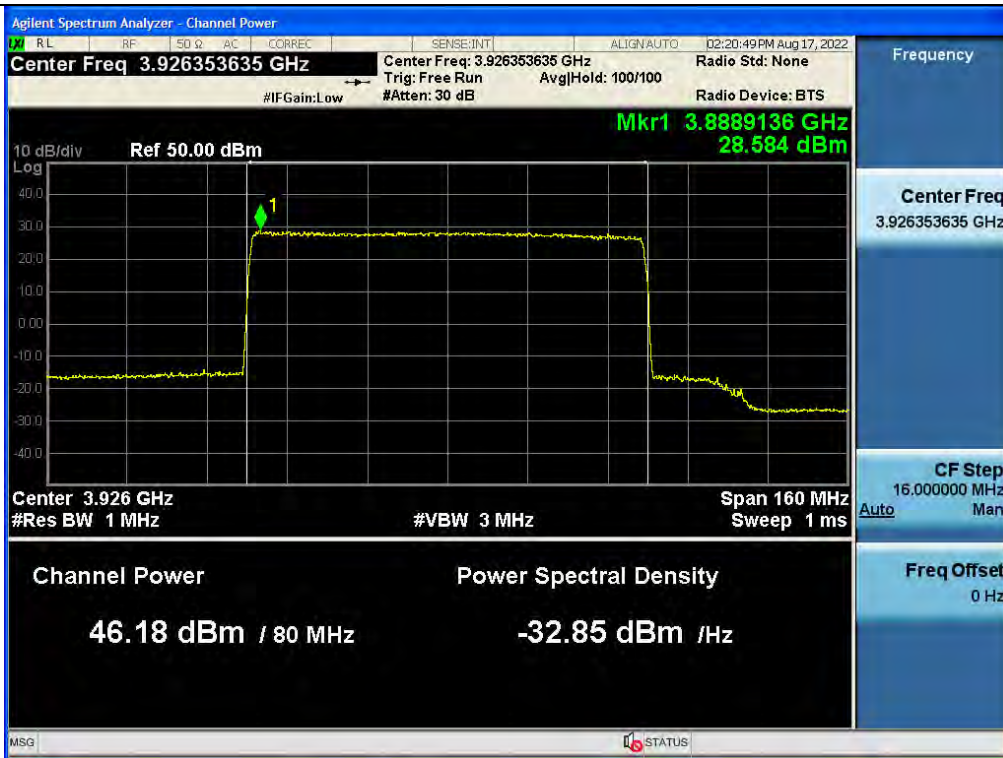 Agilent Spectrum Analyzer - Channel Power
LXI RL RF 50 Ω AC CORREC SENSE:INT ALIGN AUTO 02:20:49 PM Aug 17, 2022
Center Freq 3.926353635 GHz
Center Freq: 3.926353635 GHz
Radio Std: None
Trig: Free Run Avg|Hold: 100/100
#IFGain:Low
#Atten: 30 dB
Radio Device: BTS
Mkr1 3.8889136 GHz
28.584 dBm
10 dB/div Ref 50.00 dBm
Log
40.0
1
30.0
20.0
10.0
0.00
-10.0
-20.0
-30.0
-40.0
Center 3.926 GHz
Span 160 MHz
#Res BW 1 MHz
#VBW 3 MHz
Sweep 1 ms
Channel Power
Power Spectral Density
46.18 dBm / 80 MHz
-32.85 dBm /Hz
MSG
STATUS
Frequency
Center Freq
3.926353635 GHz
CF Step
16.000000 MHz
Auto Man
Freq Offset
0 Hz